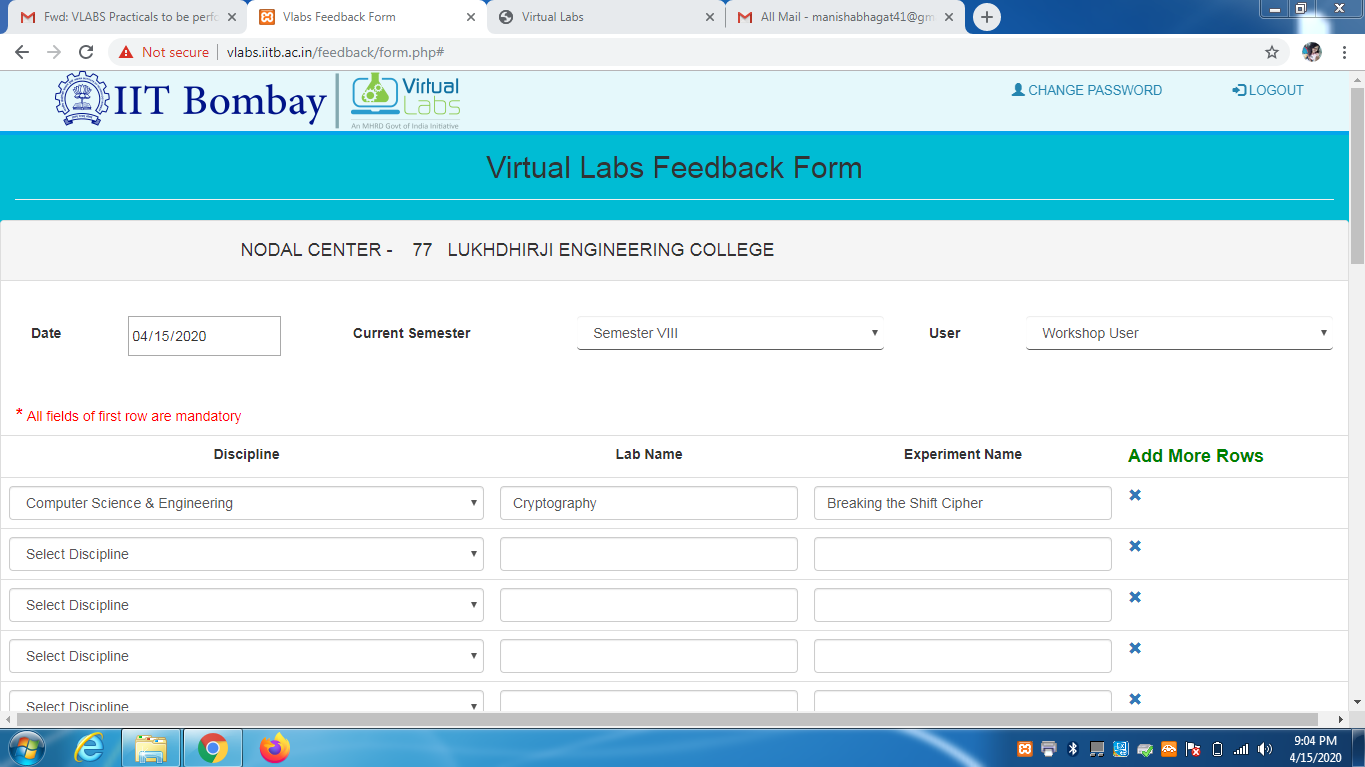 Fwd: VLABS Practicals to be perfo
Vlabs Feedback Form
Virtual Labs
All Mail - manishabhagat41@gm
Not secure
vlabs.iitb.ac.in/feedback/form.php#
IIT Bombay
Virtual
Labs
An MHRD Govt of India Initiative
CHANGE PASSWORD
LOGOUT
Virtual Labs Feedback Form
NODAL CENTER - 77 LUKHDHIRJI ENGINEERING COLLEGE
Date
04/15/2020
Current Semester
Semester VIII
User
Workshop User
* All fields of first row are mandatory
Discipline
Lab Name
Experiment Name
Add More Rows
Computer Science & Engineering
Cryptography
Breaking the Shift Cipher
Select Discipline
Select Discipline
Select Discipline
Select Discipline
9:04 PM
4/15/2020